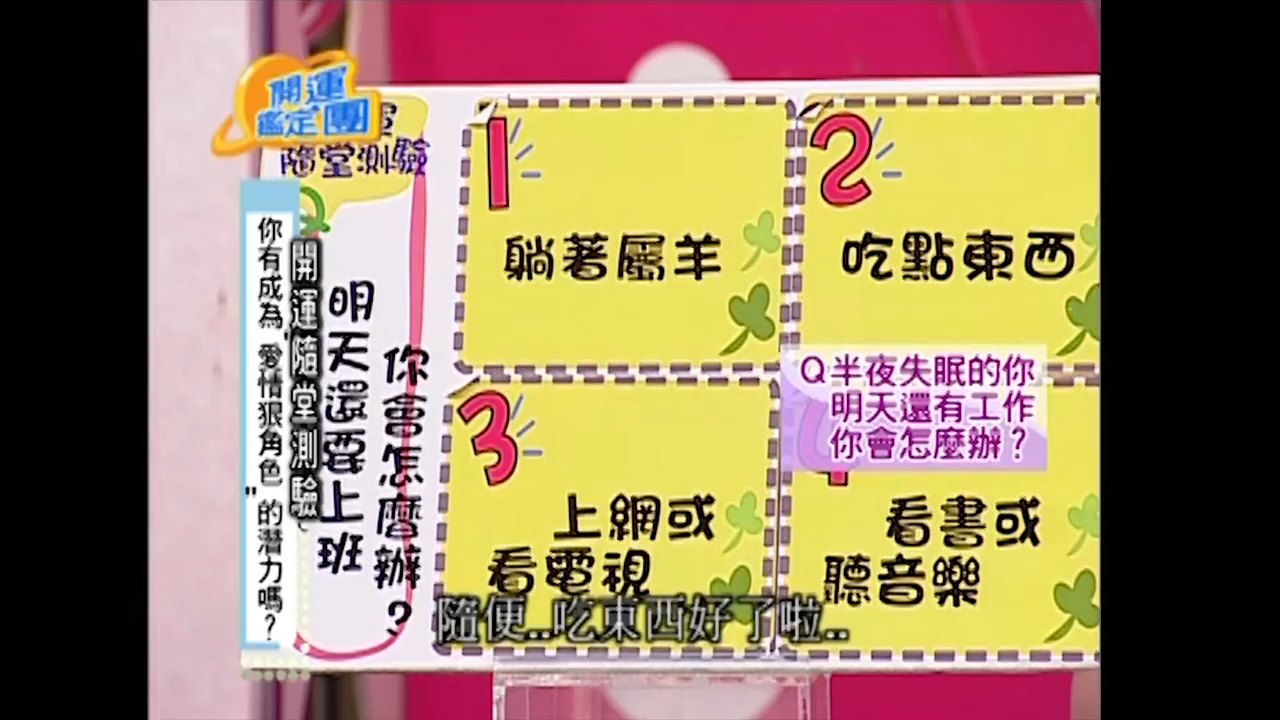 開運
鑑定團
隨堂測驗
開運隨堂測驗
你有成為"愛情狠角色"的潛力嗎？
明天還要上班
你會怎麼辦？
1
躺著屬羊
2
吃點東西
3
上網或
看電視
看書或
聽音樂
Q半夜失眠的你
明天還有工作
你會怎麼辦？
隨便..吃東西好了啦..